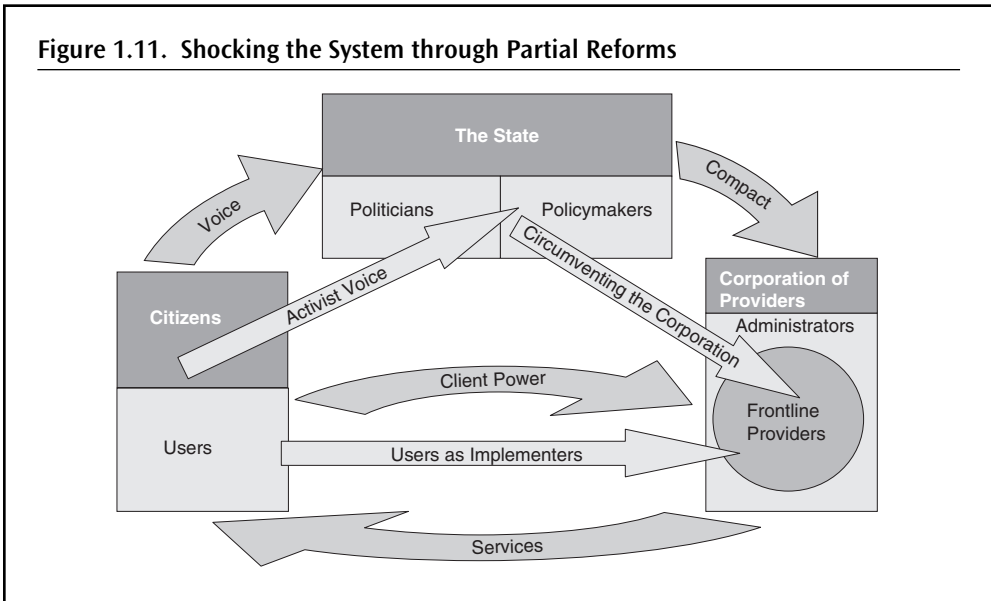 Figure 1.11. Shocking the System through Partial Reforms
The State
Politicians
Policymakers
Voice
Compact
Citizens
Activist Voice
Circumventing the Corporation
Corporation of
Providers
Administrators
Client Power
Frontline
Providers
Users
Users as Implementers
Services